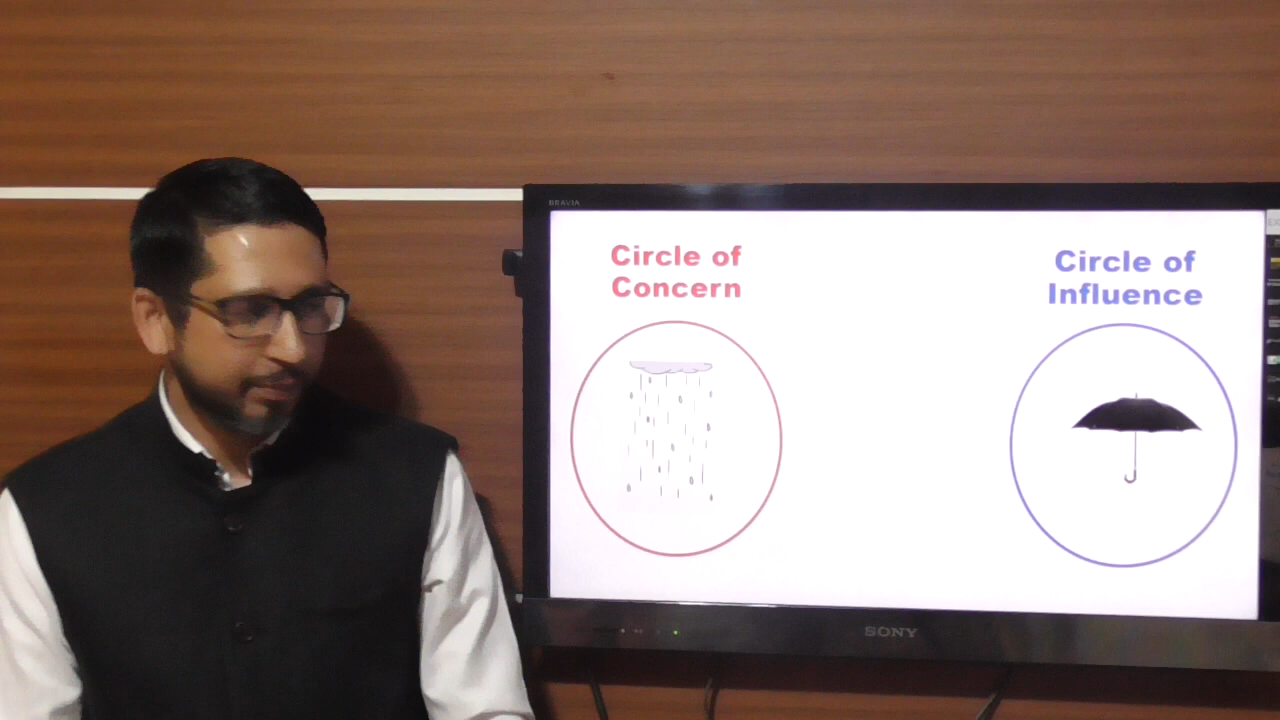 BRAVIA
Circle of
Concern
Circle of
Influence
SONY